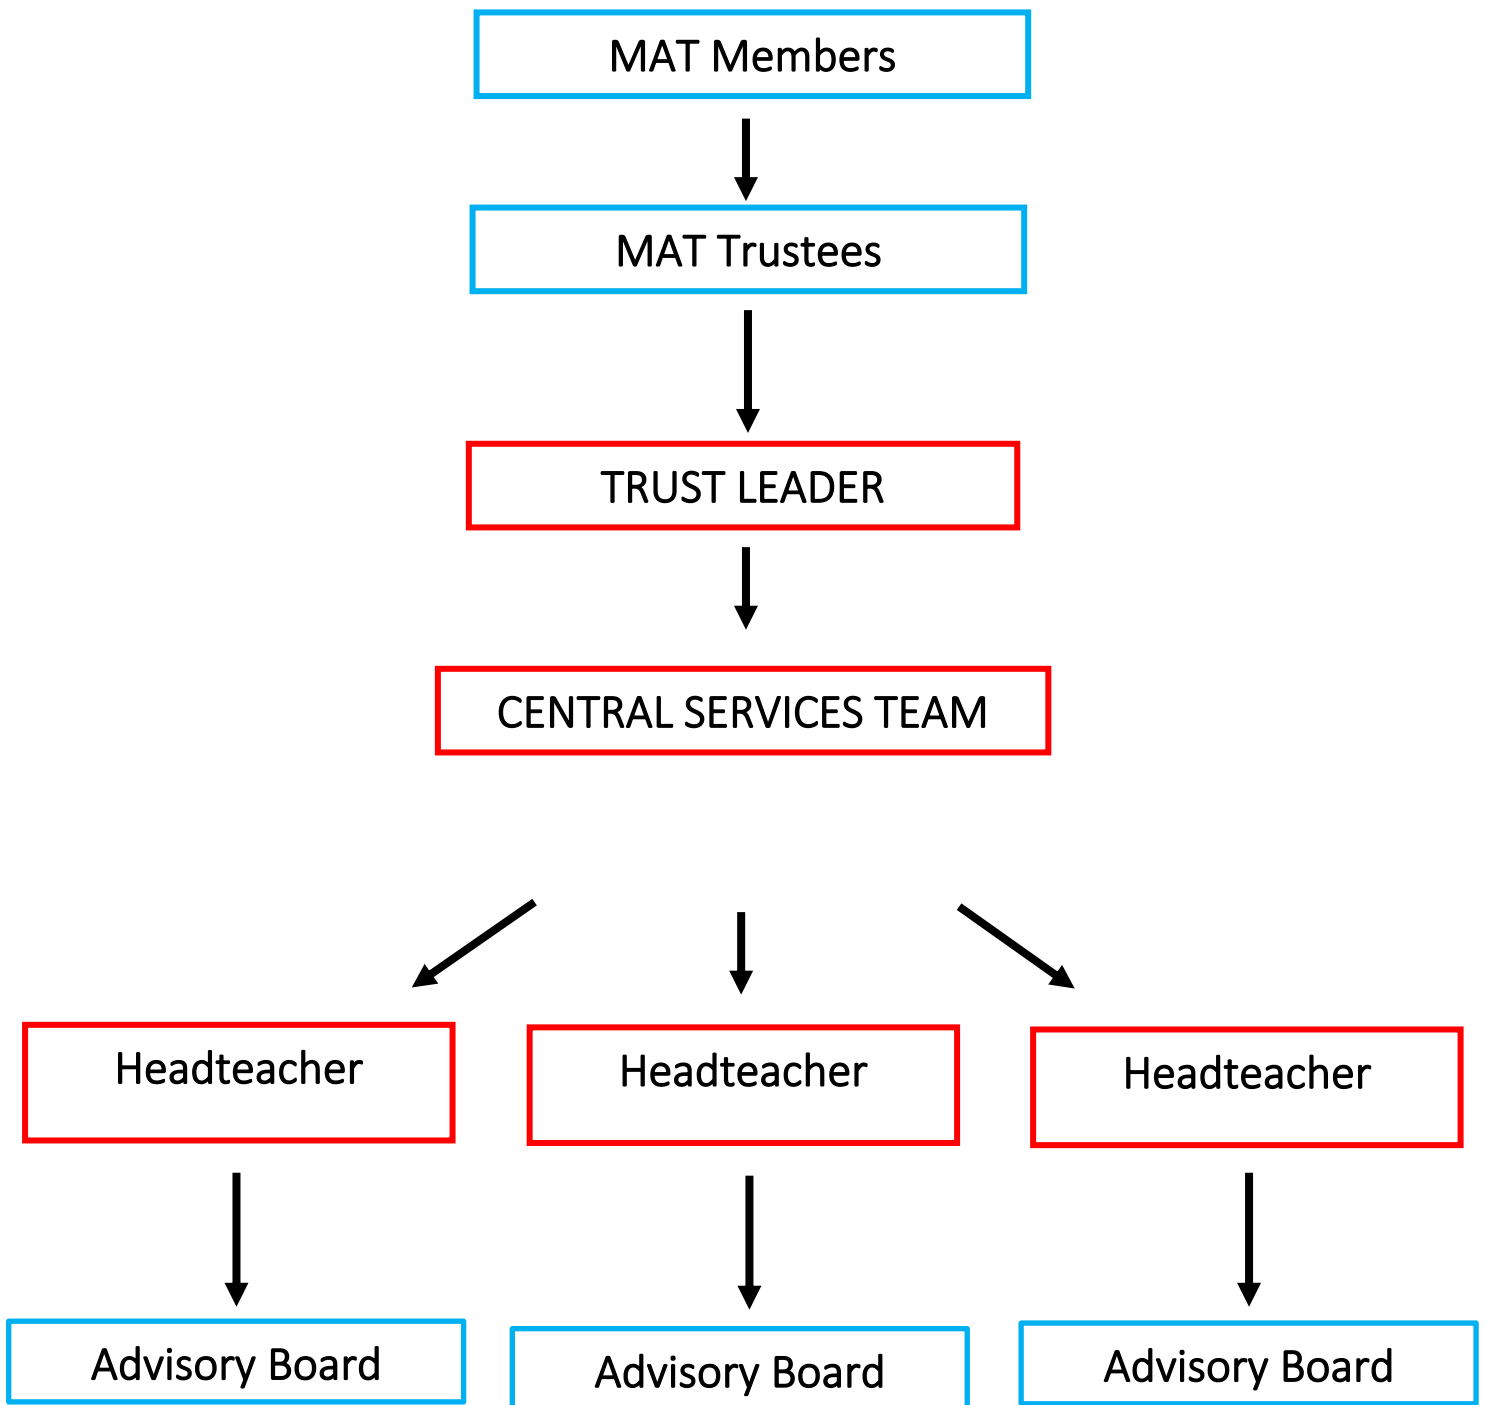 MAT Members
MAT Trustees
TRUST LEADER
CENTRAL SERVICES TEAM
Headteacher
Headteacher
Headteacher
Advisory Board
Advisory Board
Advisory Board